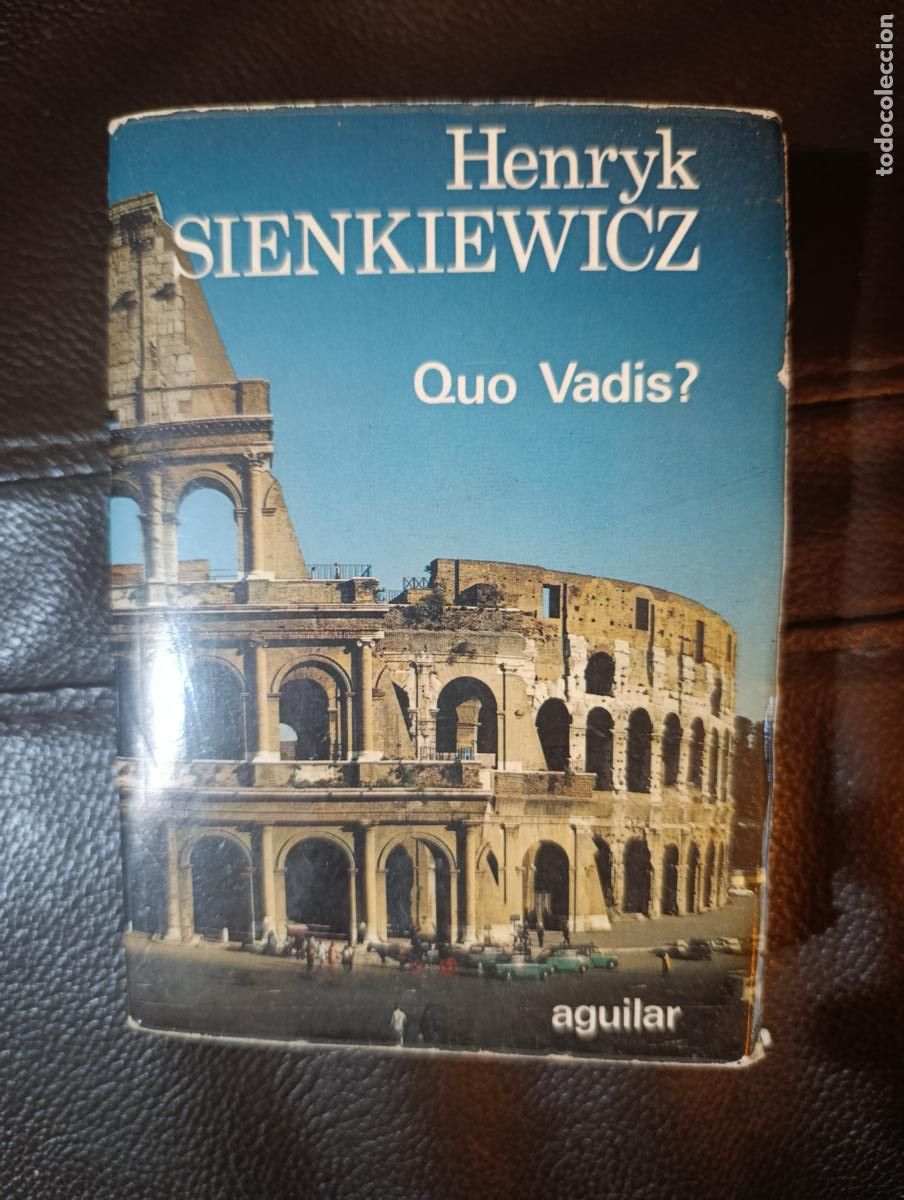 Henryk
SIENKIEWICZ
Quo Vadis?
aguilar
todocoleccion